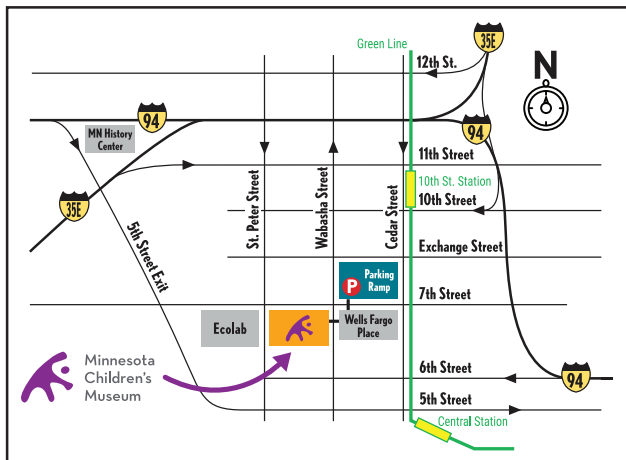 Green Line
35E
12th St.
N
94
MN History
Center
94
11th Street
10th St. Station
35E
10th Street
St. Peter Street
Wabasha Street
Cedar Street
5th Street Exit
Exchange Street
P
Parking
Ramp
7th Street
Ecolab
Wells Fargo
Place
Minnesota
Children's
Museum
6th Street
94
5th Street
Central Station